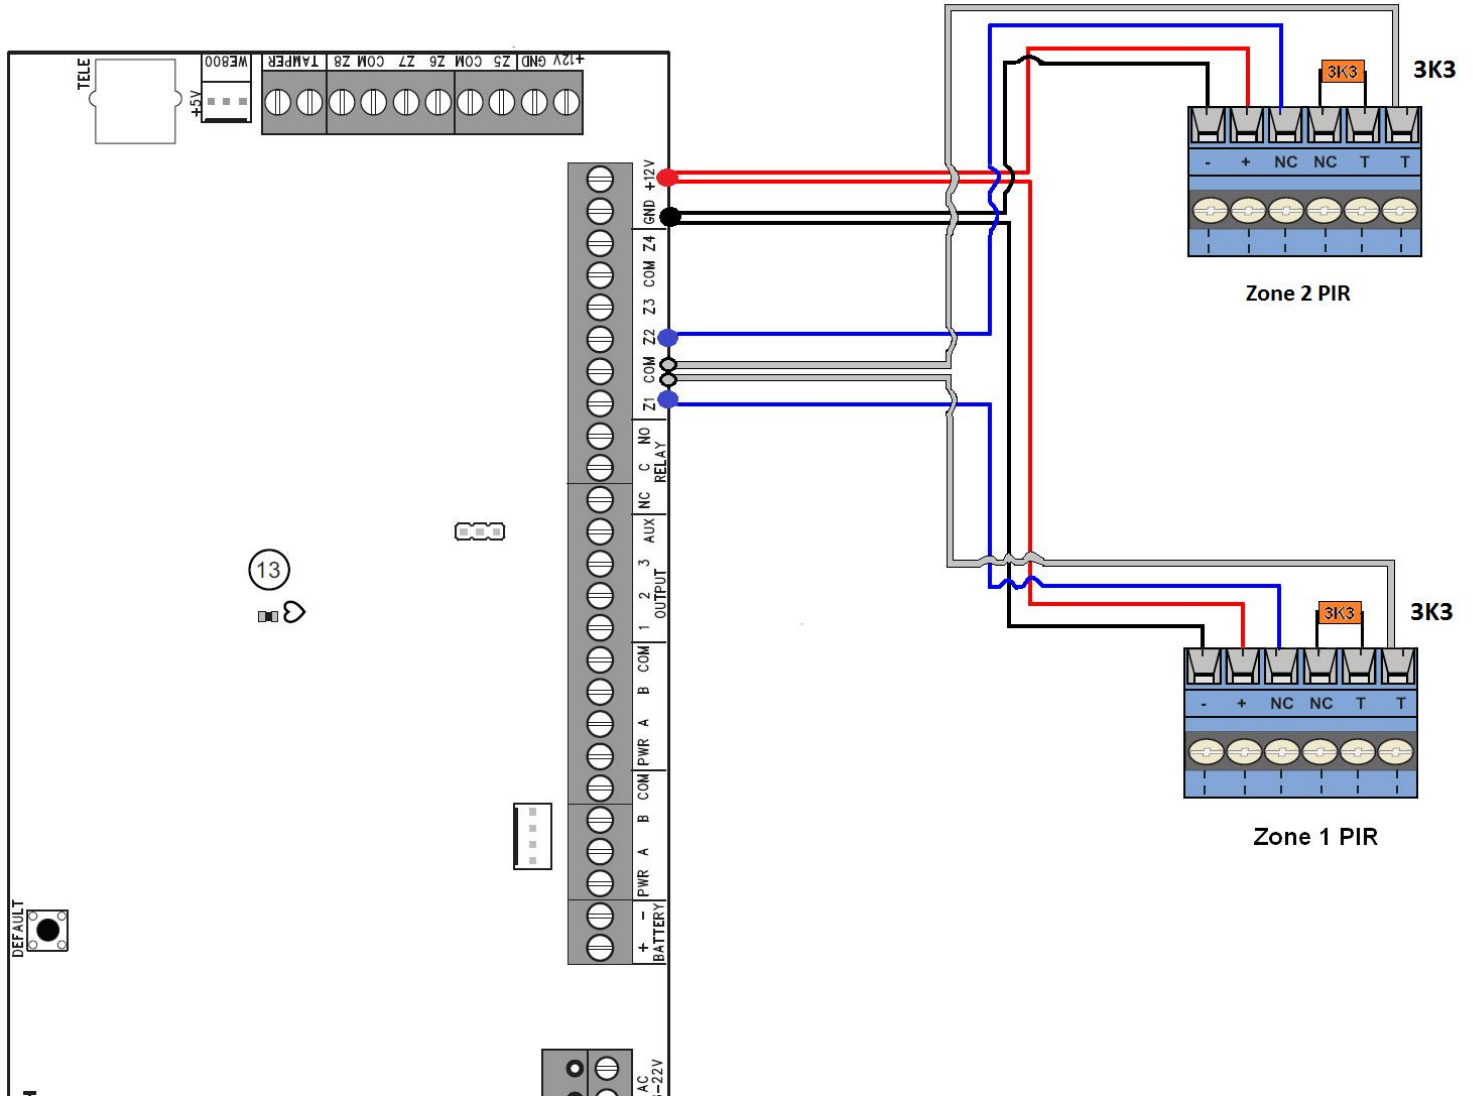 TELE
+5V
WE800
TAMPER
Z8
COM
Z7
Z6
COM
Z5
GND
+12V
+12V
GND
Z4
COM
Z3
Z2
COM
Z1
NO
C
RELAY
NC
AUX
3
2
1
OUTPUT
COM
B
A
PWR
COM
B
A
PWR
-
+
BATTERY
AC
-22V
13
DEFAULT
3K3
3K3
- + NC NC T T
Zone 2 PIR
3K3
3K3
- + NC NC T T
Zone 1 PIR